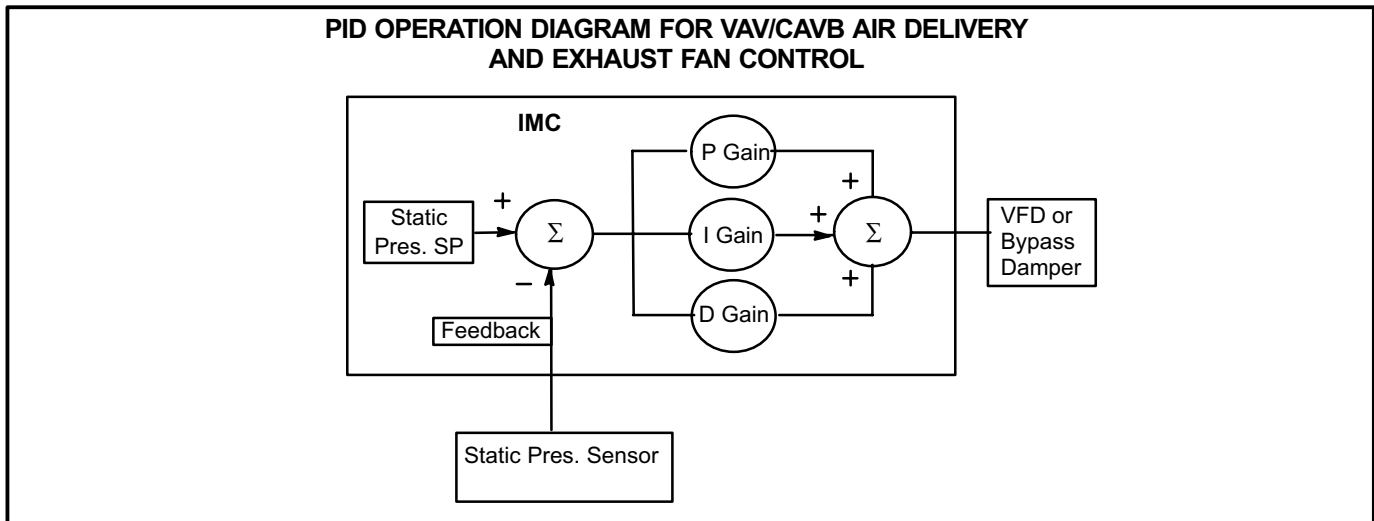 PID OPERATION DIAGRAM FOR VAV/CAVB AIR DELIVERY
AND EXHAUST FAN CONTROL
IMC
P Gain
+
+
Static
Pres. SP
Σ
I Gain
+
Σ
VFD or
Bypass
Damper
−
+
D Gain
Feedback
Static Pres. Sensor